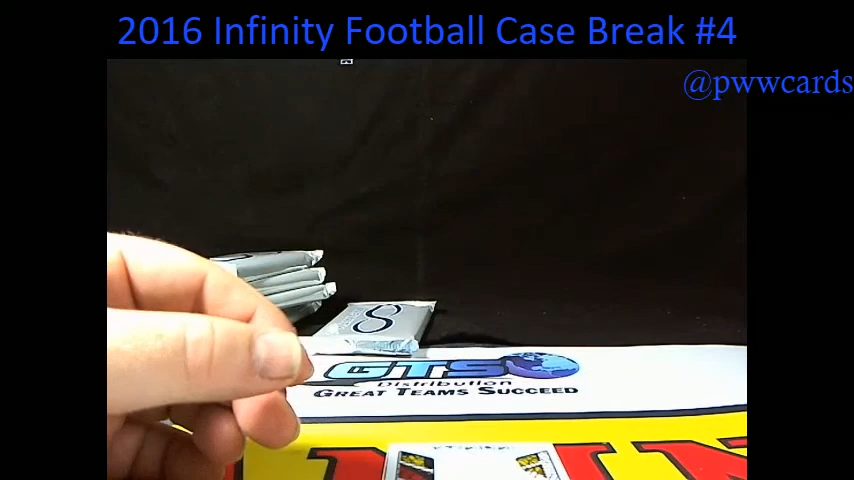 2016 Infinity Football Case Break #4
@pwwcards
GTS
Distribution
GREAT TEAMS SUCCEED